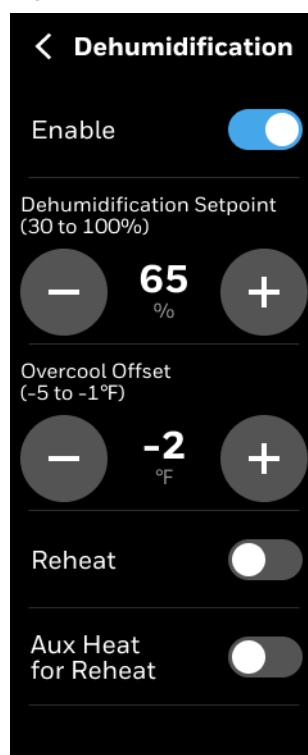 Dehumidification
Enable
Dehumidification Setpoint
(30 to 100%)
65
%
Overcool Offset
(-5 to -1°F)
-2
°F
Reheat
Aux Heat
for Reheat